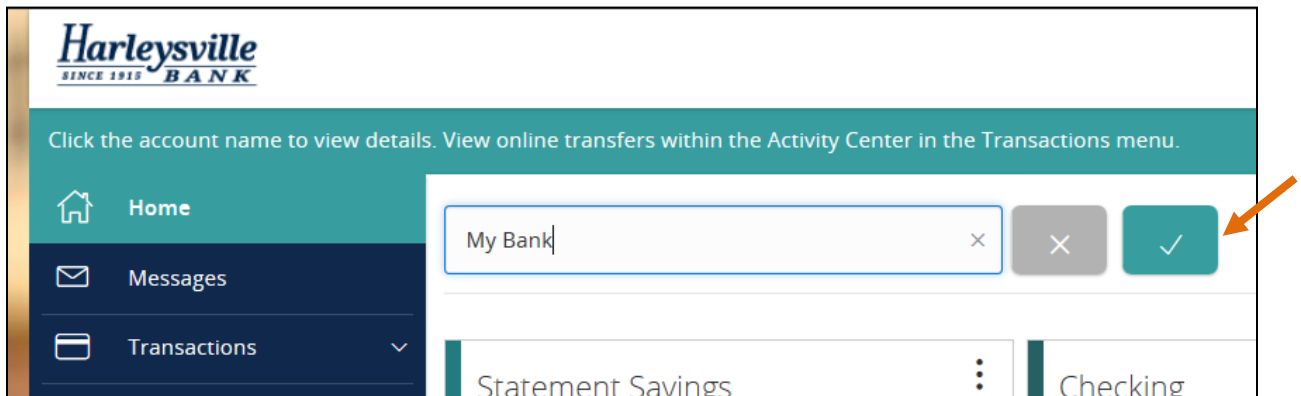 Harleysville
SINCE 1915 BANK
Click the account name to view details. View online transfers within the Activity Center in the Transactions menu.
Home
My Bank
Messages
Transactions
Statement Savings
Checking